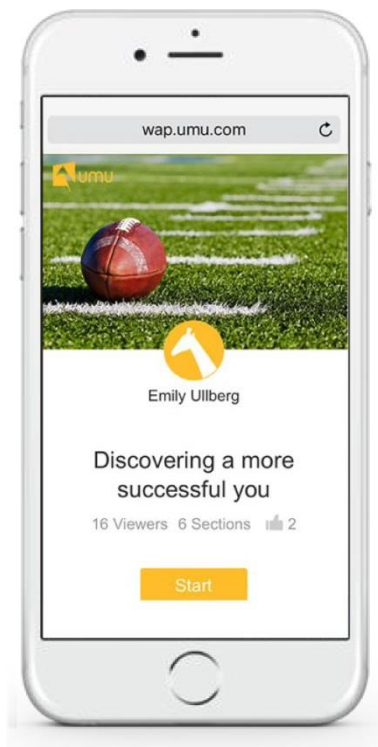 wap.umu.com
umu
Emily Ullberg
Discovering a more
successful you
16 Viewers 6 Sections 2
Start